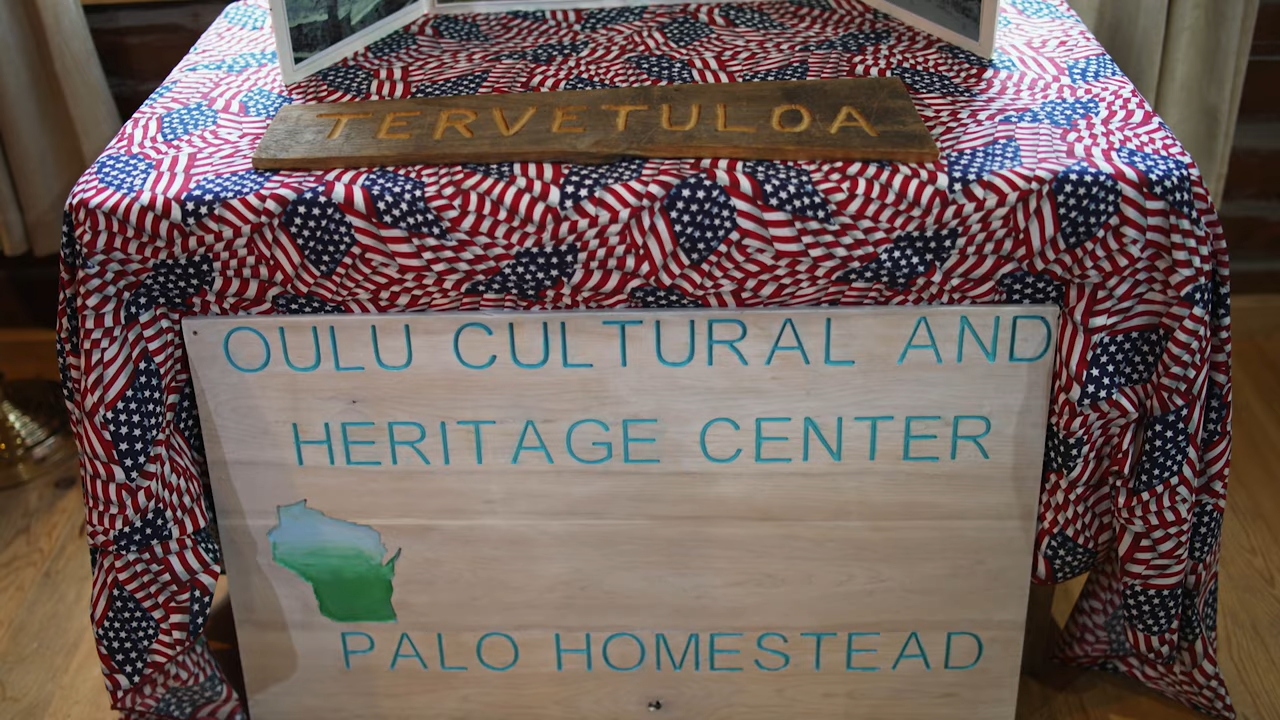 TERVETULOA
OULU CULTURAL AND
HERITAGE CENTER
PALO HOMESTEAD